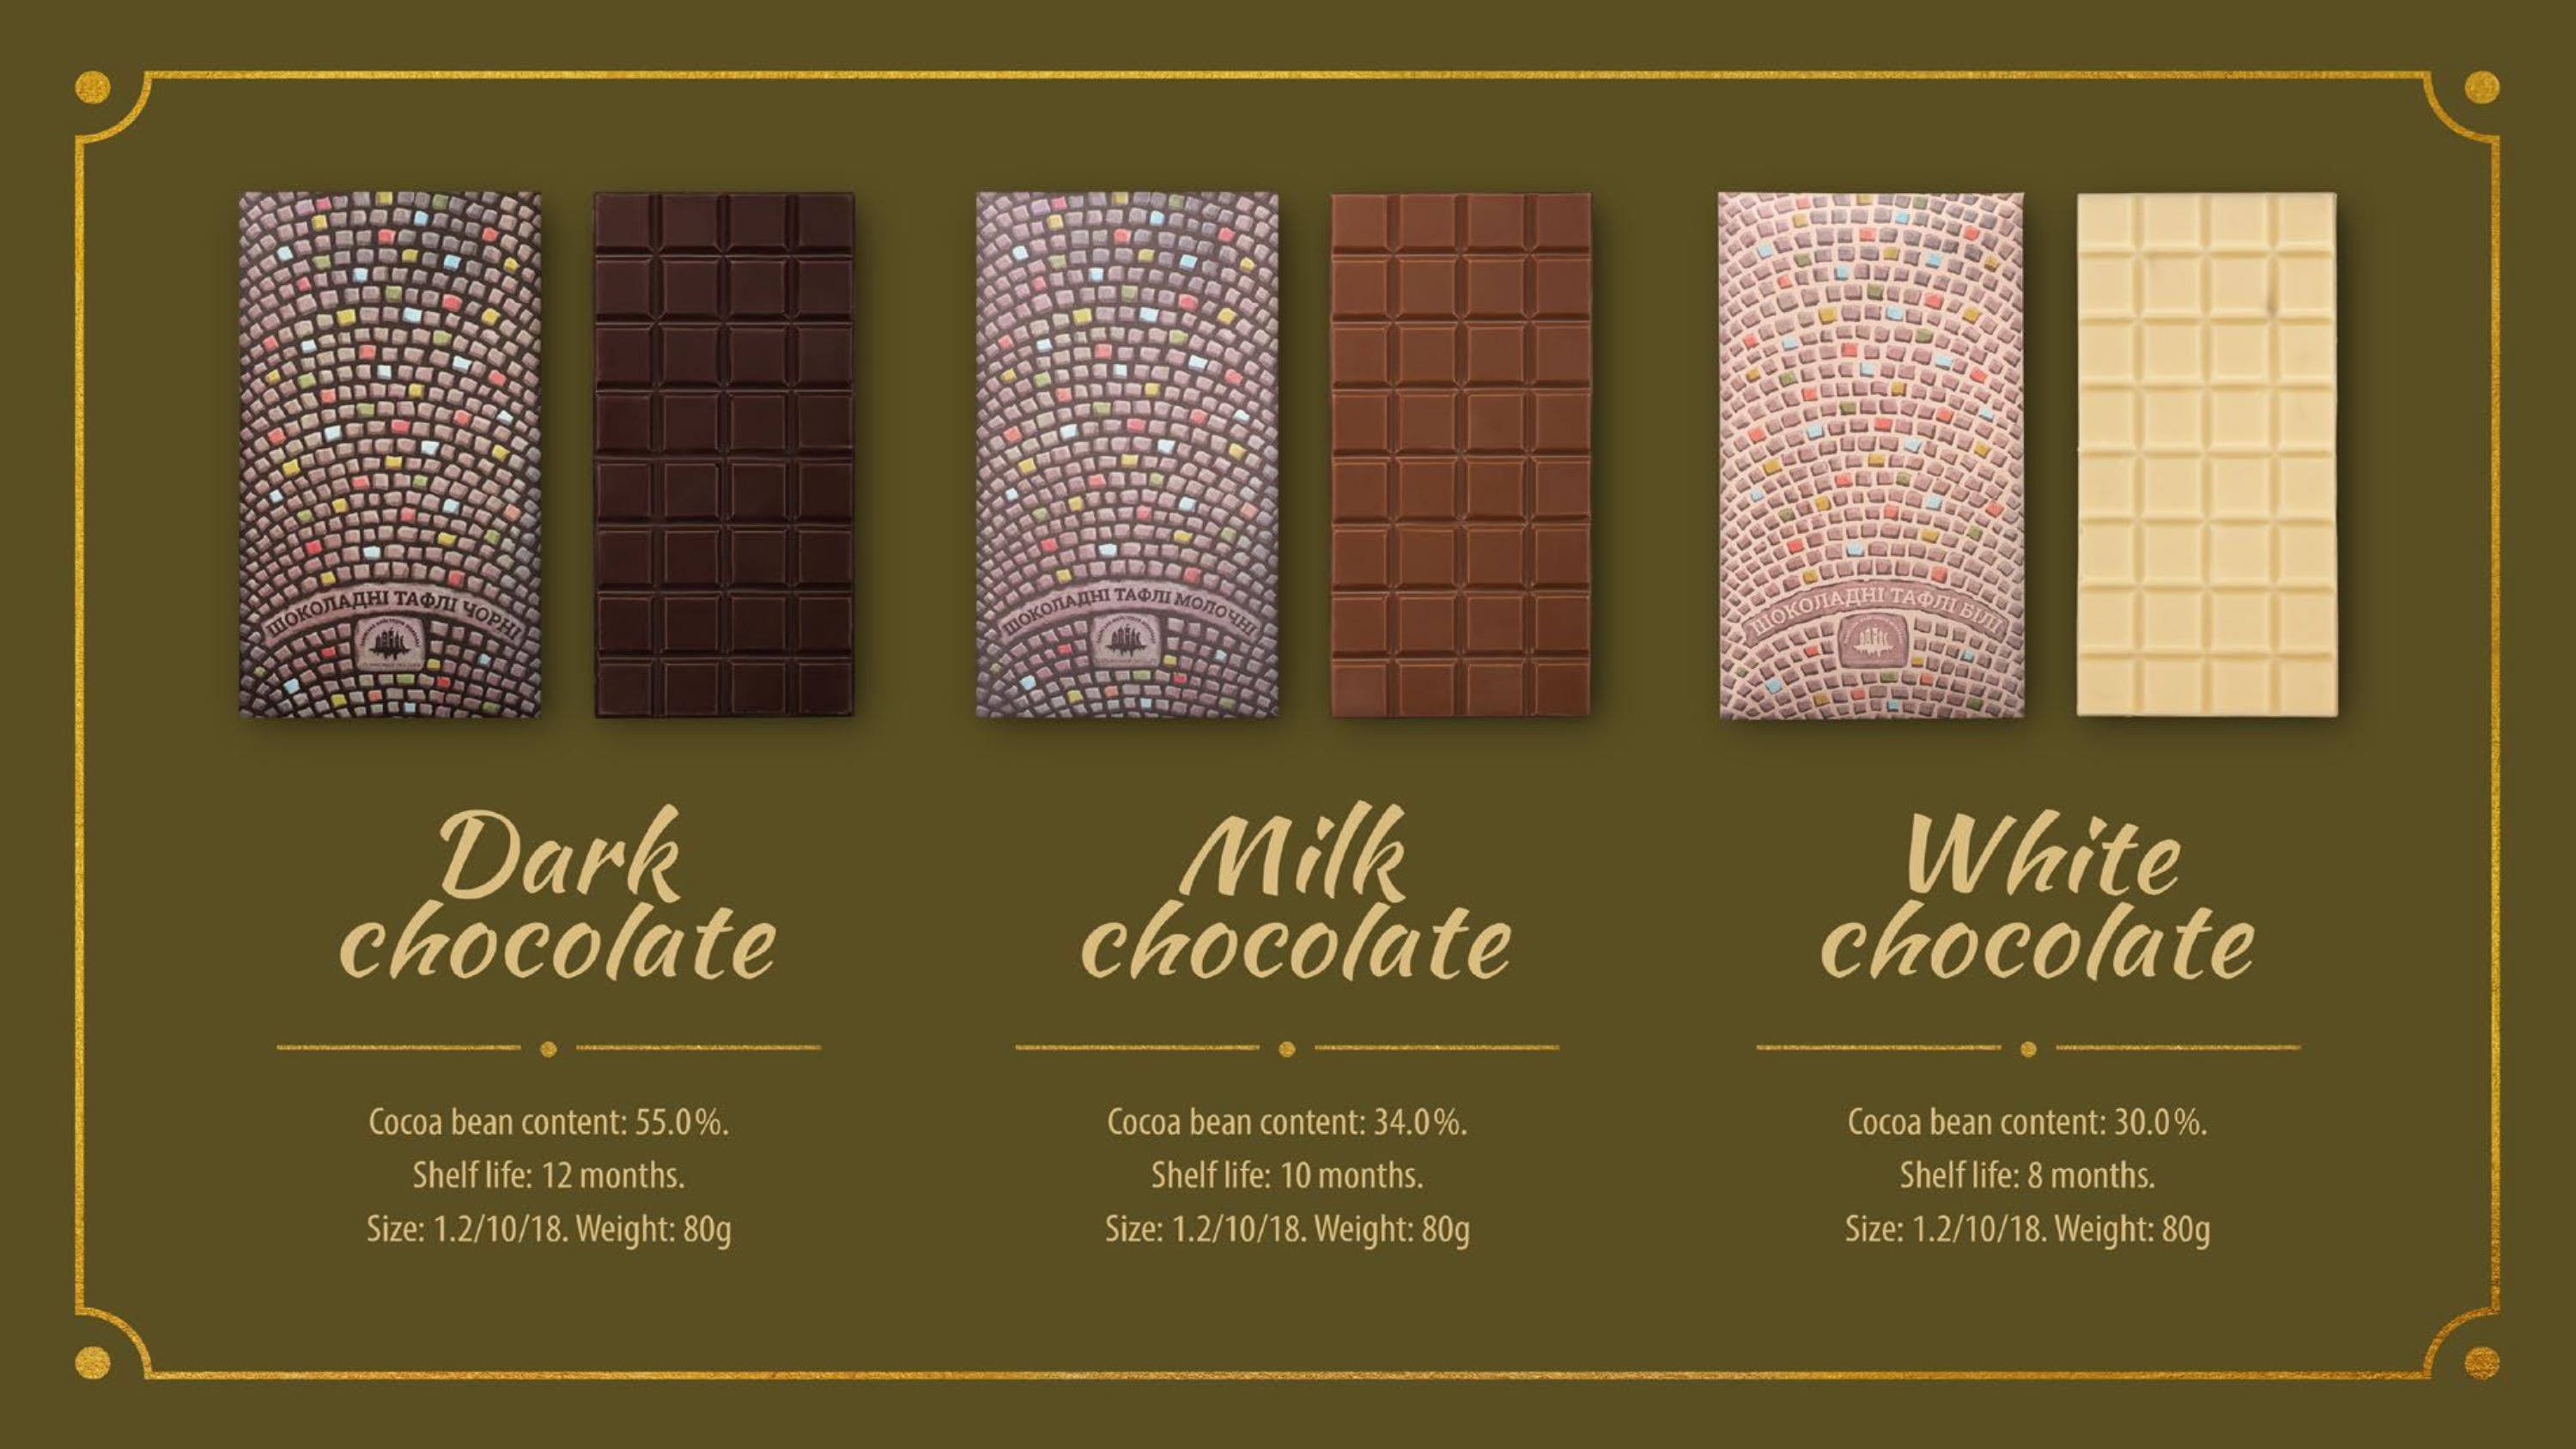 ШОКОЛАДНІ ТАФЛІ ЧОРНІ
ШОКОЛАДНІ ТАФЛІ МОЛОЧНІ
ШОКОЛАДНІ ТАФЛІ БІЛІ
Dark
chocolate
Cocoa bean content: 55.0%.
Shelf life: 12 months.
Size: 1.2/10/18. Weight: 80g
Milk
chocolate
Cocoa bean content: 34.0%.
Shelf life: 10 months.
Size: 1.2/10/18. Weight: 80g
White
chocolate
Cocoa bean content: 30.0%.
Shelf life: 8 months.
Size: 1.2/10/18. Weight: 80g